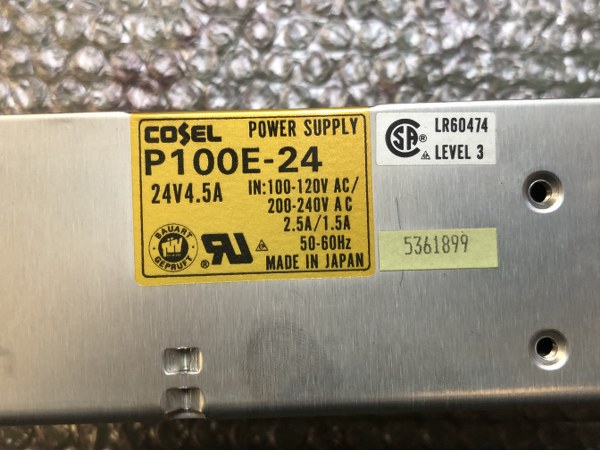 COSEL POWER SUPPLY
P100E-24
24V4.5A IN:100-120V AC/
200-240V AC
2.5A/1.5A
50-60Hz
MADE IN JAPAN
BAUART
GEPRÜFT
LR60474
LEVEL 3
5361899